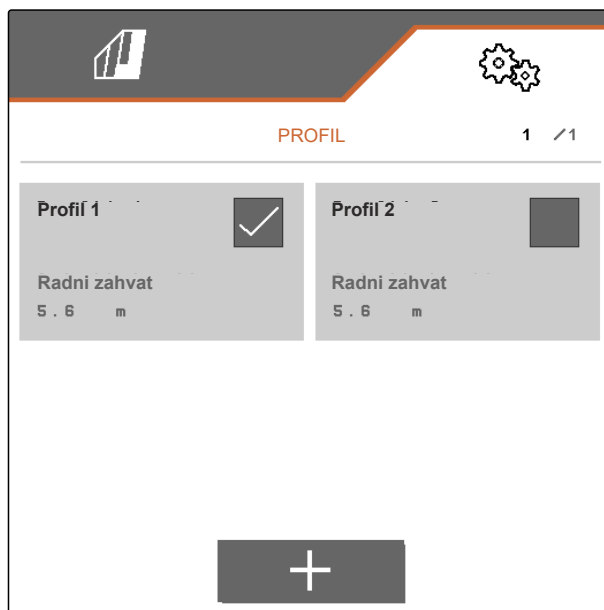 PROFIL 1 /1
Profil 1 Profil 2
Radni zahvat Radni zahvat
5.6 m 5.6 m